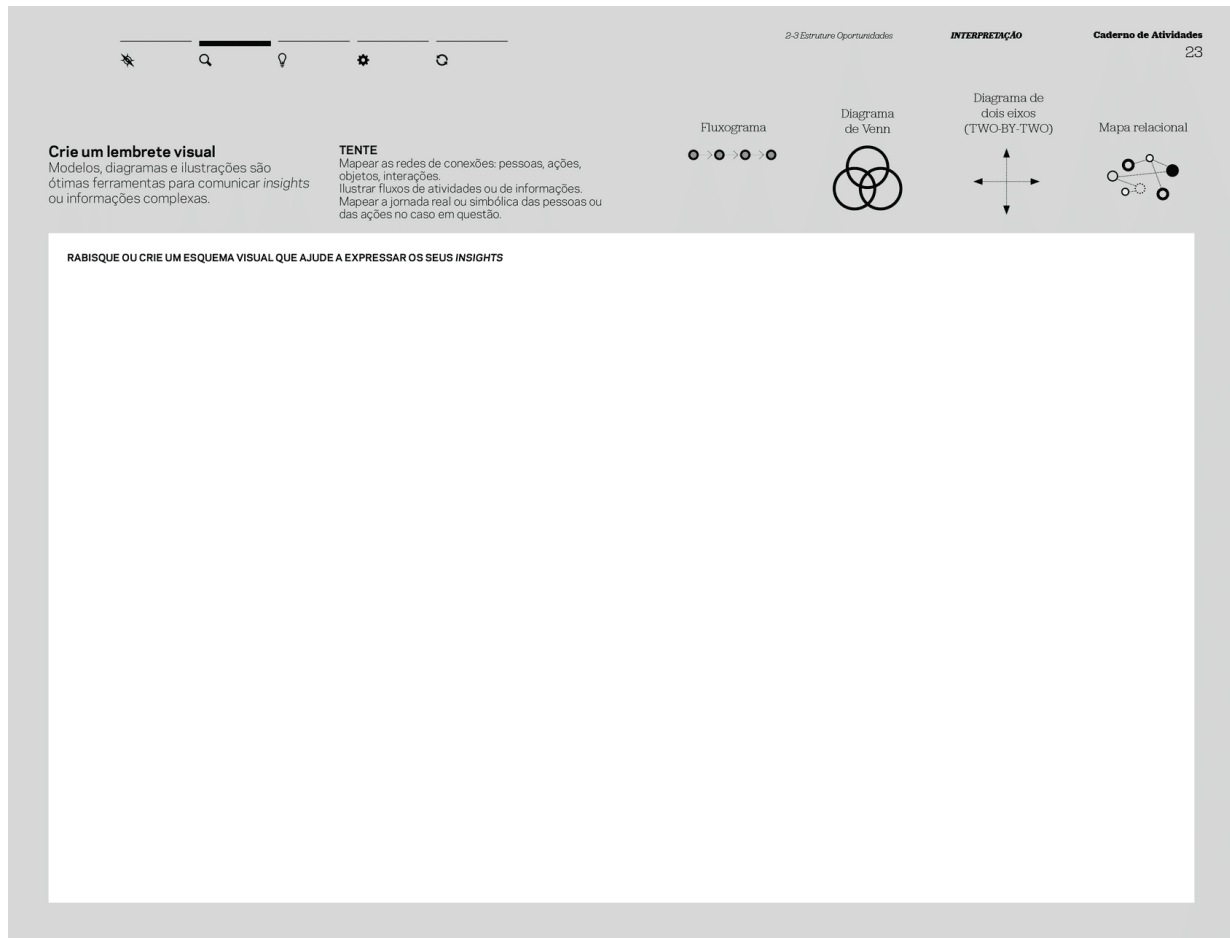 2-3 Estruture Oportunidades
INTERPRETAÇÃO
Caderno de Atividades
23
Crie um lembrete visual
Modelos, diagramas e ilustrações são
ótimas ferramentas para comunicar insights
ou informações complexas.
TENTE
Mapear as redes de conexões: pessoas, ações,
objetos, interações.
Ilustrar fluxos de atividades ou de informações.
Mapear a jornada real ou simbólica das pessoas ou
das ações no caso em questão.
Fluxograma
Diagrama
de Venn
Diagrama de
dois eixos
(TWO-BY-TWO)
Mapa relacional
RABISQUE OU CRIE UM ESQUEMA VISUAL QUE AJUDE A EXPRESSAR OS SEUS INSIGHTS